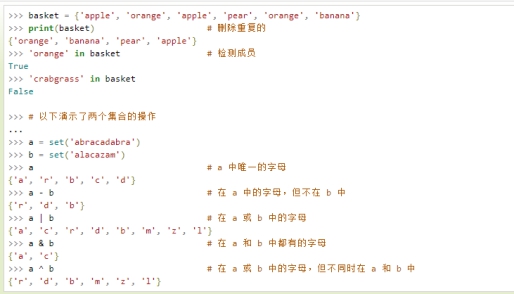 >>> basket = {'apple', 'orange', 'apple', 'pear', 'orange', 'banana'}
>>> print(basket) # 删除重复的
{'orange', 'banana', 'pear', 'apple'}
>>> 'orange' in basket # 检测成员
True
>>> 'crabgrass' in basket
False
>>> # 以下演示了两个集合的操作
...
>>> a = set('abracadabra')
>>> b = set('alacazam')
>>> a # a 中唯一的字母
{'a', 'r', 'b', 'c', 'd'}
>>> a - b # 在 a 中的字母，但不在 b 中
{'r', 'd', 'b'}
>>> a | b # 在 a 或 b 中的字母
{'a', 'c', 'r', 'd', 'b', 'm', 'z', 'l'}
>>> a & b # 在 a 和 b 中都有的字母
{'a', 'c'}
>>> a ^ b # 在 a 或 b 中的字母，但不同时在 a 和 b 中
{'r', 'd', 'b', 'm', 'z', 'l'}